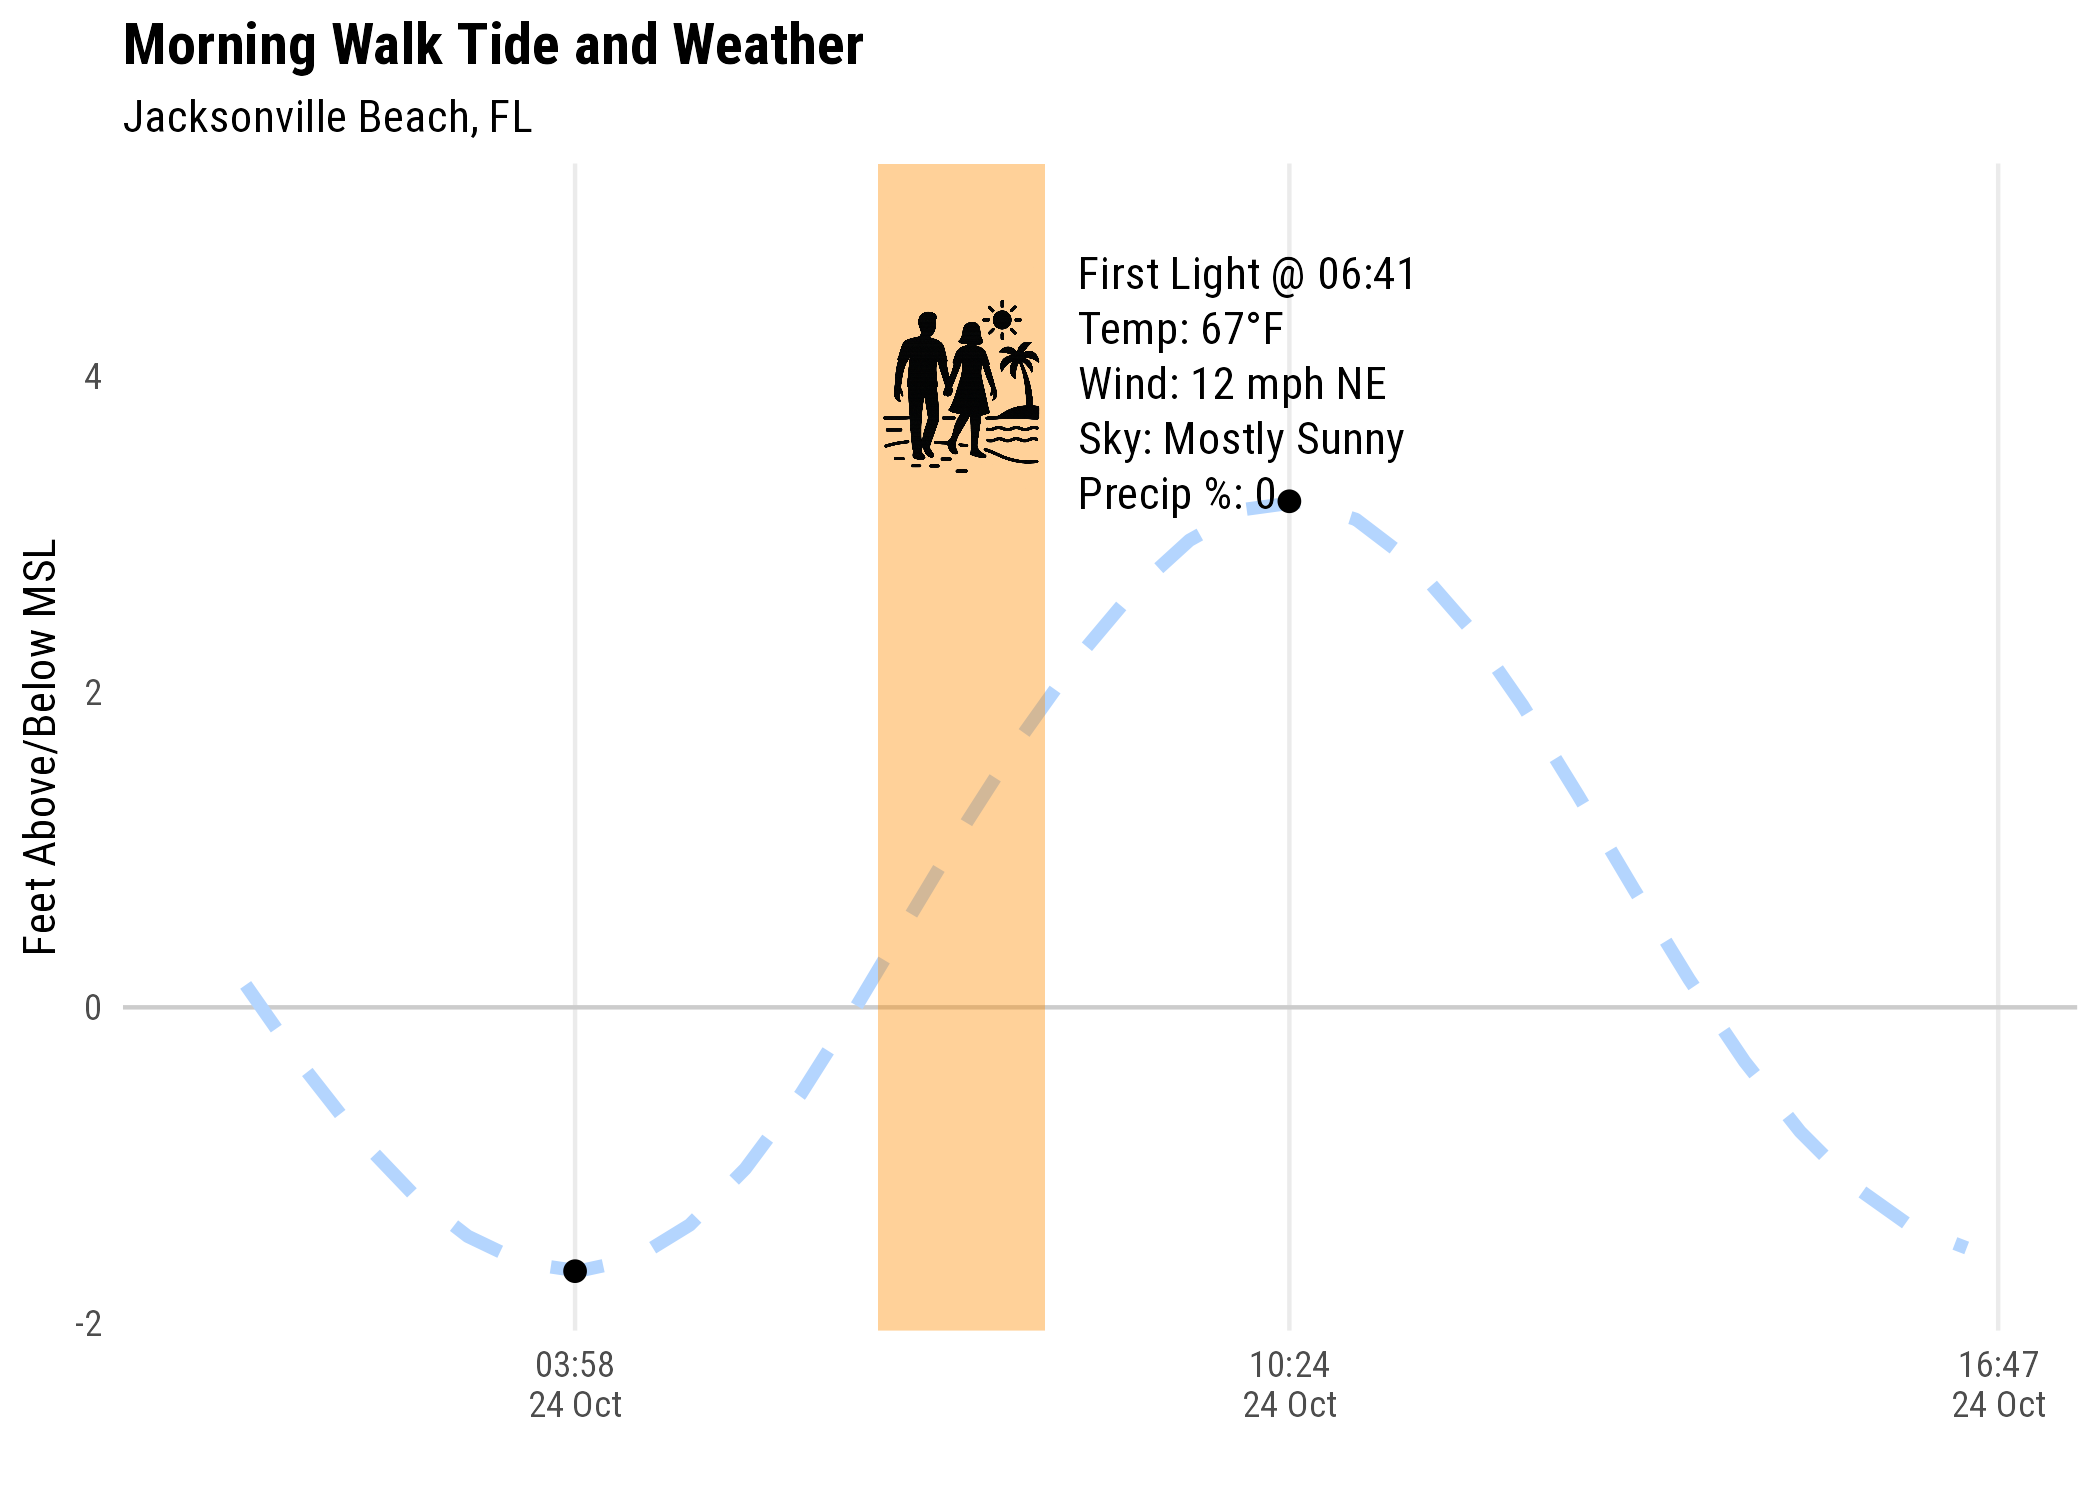 Morning Walk Tide and Weather
Jacksonville Beach, FL
First Light @ 06:41
Temp: 67°F
Wind: 12 mph NE
Sky: Mostly Sunny
Precip %: 0
Feet Above/Below MSL
4
2
0
-2
03:58
24 Oct
10:24
24 Oct
16:47
24 Oct